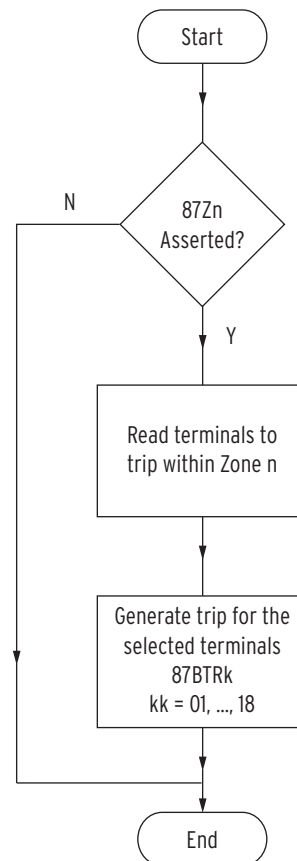 Start
87Zn
Asserted?
N
Y
Read terminals to
trip within Zone n
Generate trip for the
selected terminals
87BTRk
kk = 01, ..., 18
End